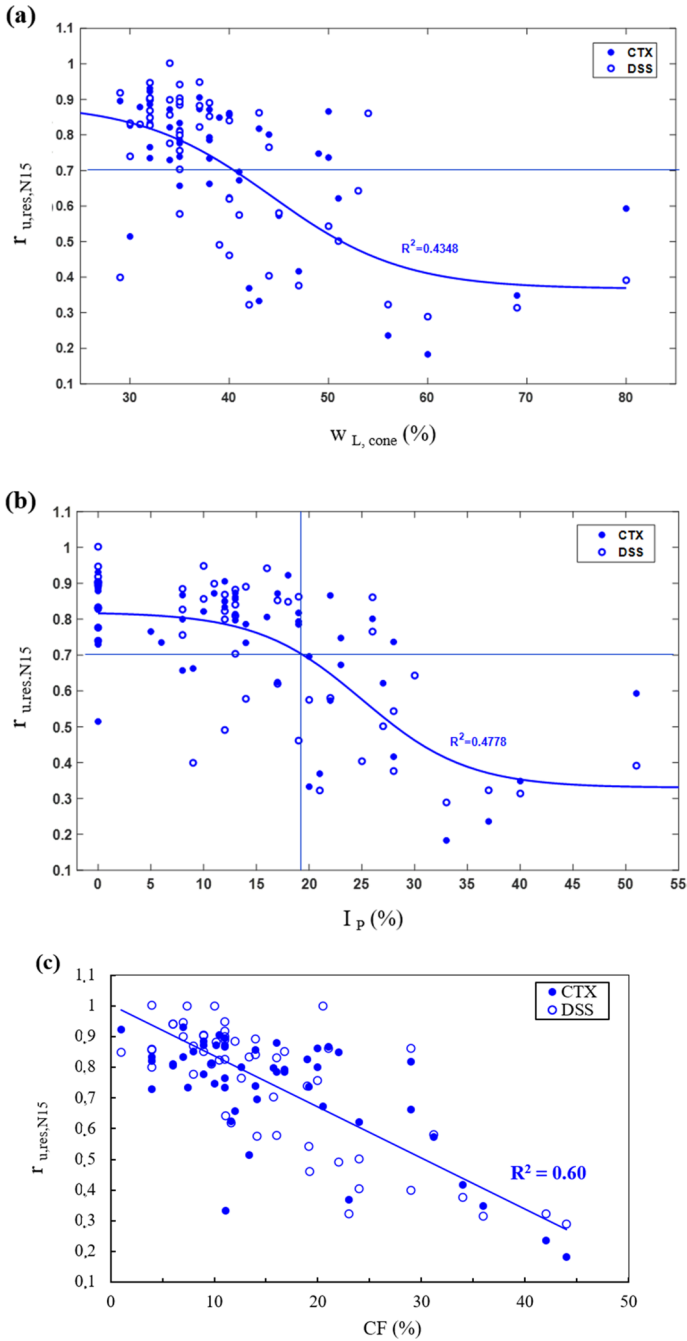 (a)
1.1
1
0.9
0.8
0.7
0.6
0.5
0.4
0.3
0.2
0.1
r u,res,N15
CTX
DSS
R²=0.4348
30 40 50 60 70 80
w L, cone (%)
(b)
1.1
1
0.9
0.8
0.7
0.6
0.5
0.4
0.3
0.2
0.1
r u.res.N15
CTX
DSS
R²=0.4778
0 5 10 15 20 25 30 35 40 45 50 55
I P (%)
(c)
1,1
1
0,9
0,8
0,7
0,6
0,5
0,4
0,3
0,2
0,1
r u,res,N15
CTX
DSS
R² = 0.60
0 10 20 30 40 50
CF (%)